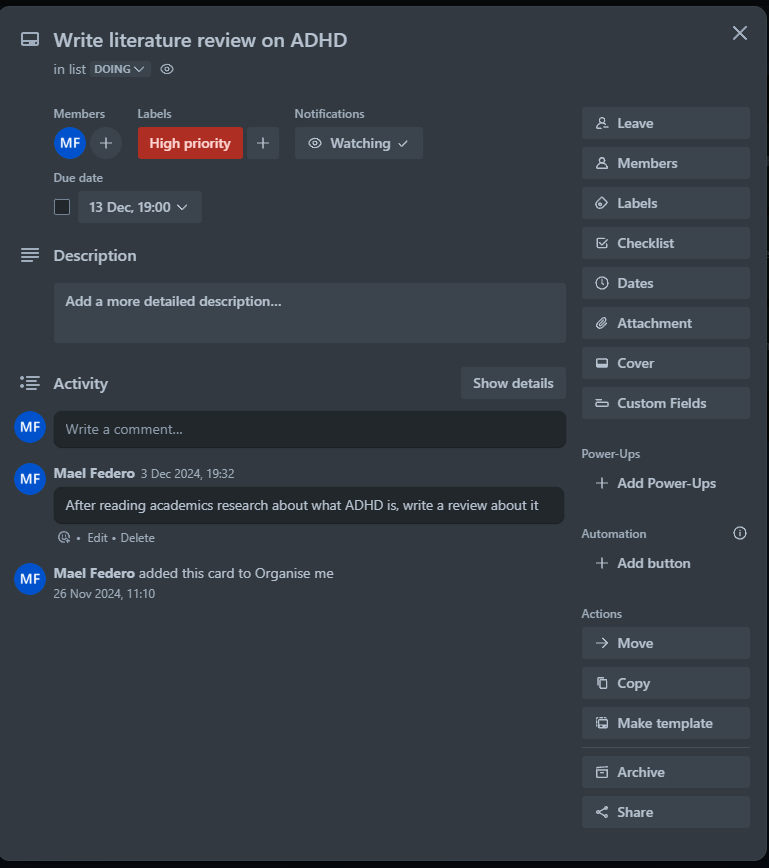 Write literature review on ADHD
in list DOING
Members
Labels
Notifications
MF
High priority
Watching
Due date
13 Dec, 19:00
Description
Add a more detailed description...
Activity
Show details
MF
Write a comment...
MF
Mael Federo 3 Dec 2024, 19:32
After reading academics research about what ADHD is, write a review about it
• Edit • Delete
MF
Mael Federo added this card to Organise me
26 Nov 2024, 11:10
Leave
Members
Labels
Checklist
Dates
Attachment
Cover
Custom Fields
Power-Ups
Add Power-Ups
Automation
Add button
Actions
Move
Copy
Make template
Archive
Share